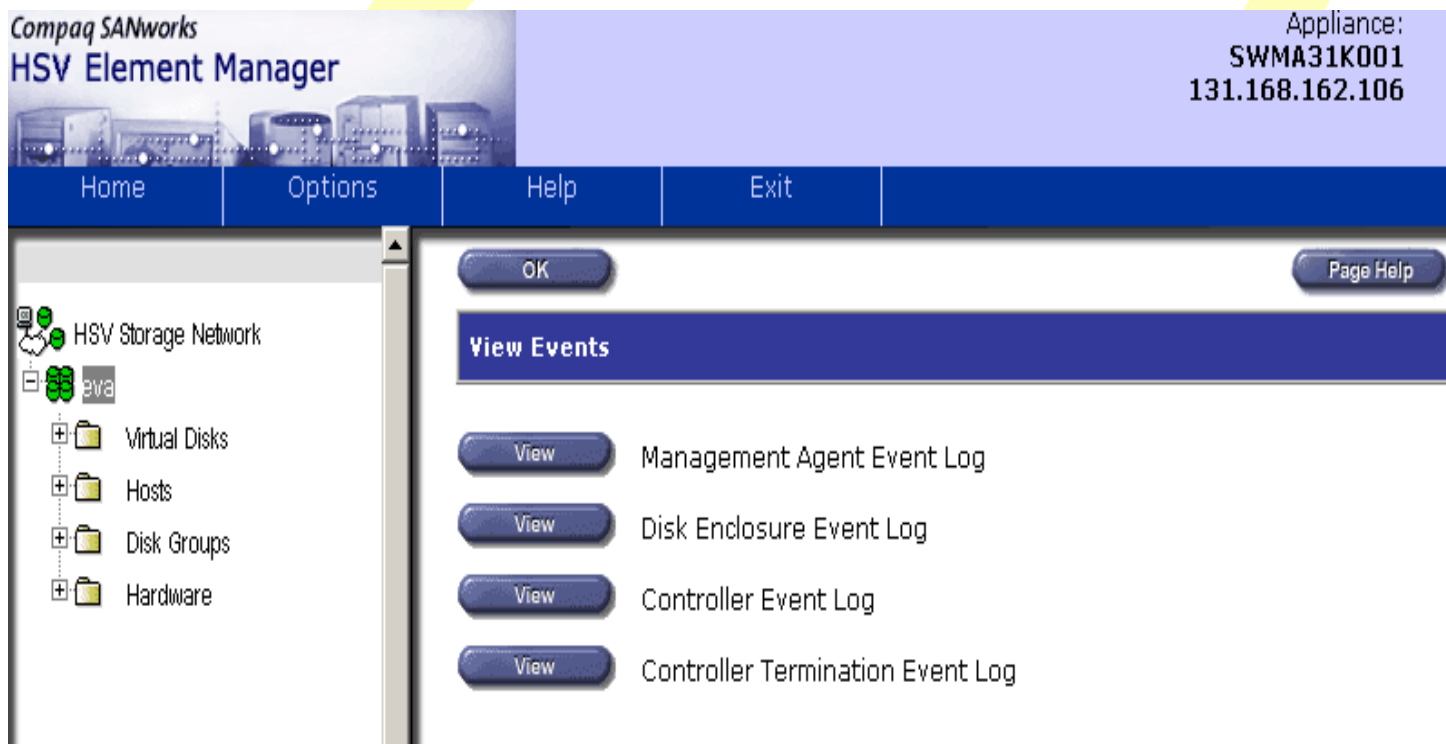 Compaq SANworks
HSV Element Manager
Appliance:
SWMA31K001
131.168.162.106
Home
Options
Help
Exit
HSV Storage Network
eva
Virtual Disks
Hosts
Disk Groups
Hardware
OK
Page Help
View Events
View Management Agent Event Log
View Disk Enclosure Event Log
View Controller Event Log
View Controller Termination Event Log